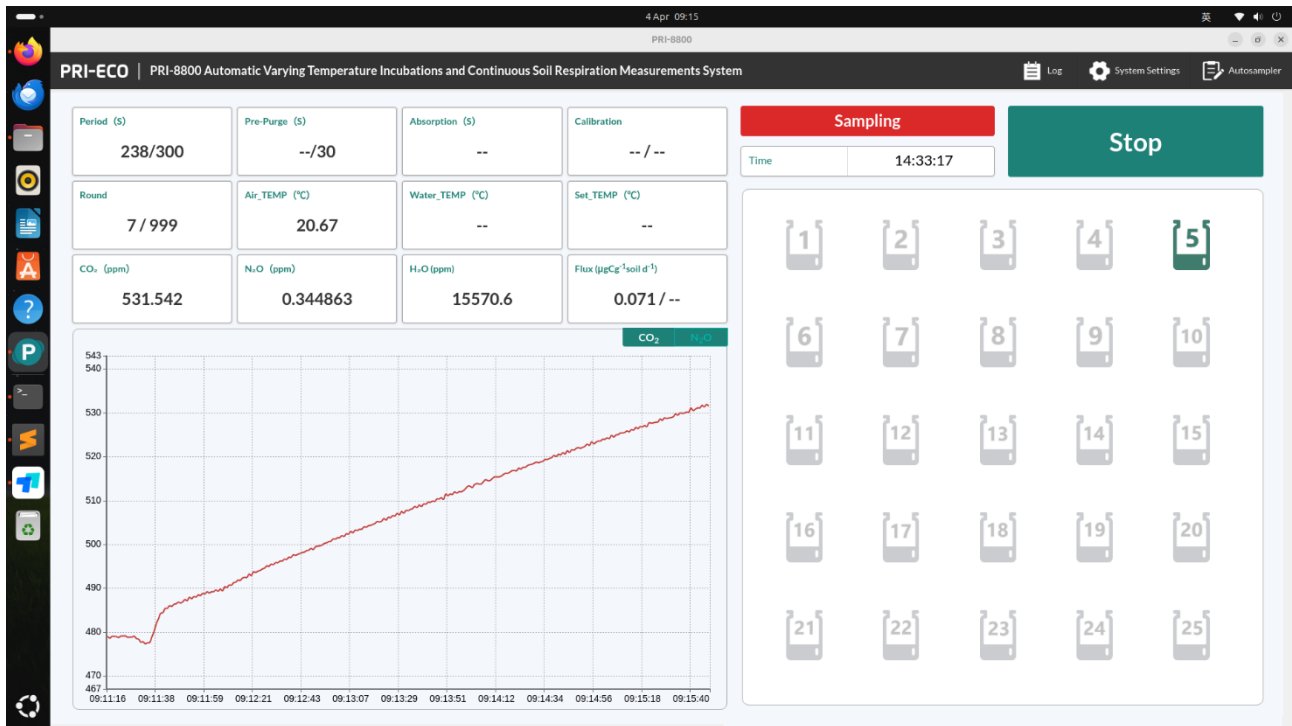 4 Apr 09:15
英
PRI-8800
PRI-ECO | PRI-8800 Automatic Varying Temperature Incubations and Continuous Soil Respiration Measurements System
Log
System Settings
Autosampler
Period (S)
238/300
Pre-Purge (S)
--/30
Absorption (S)
--
Calibration
-- / --
Round
7 / 999
Air_TEMP (℃)
20.67
Water_TEMP (℃)
--
Set_TEMP (℃)
--
CO₂ (ppm)
531.542
N₂O (ppm)
0.344863
H₂O (ppm)
15570.6
Flux (μgCg⁻¹soil d⁻¹)
0.071 / --
Sampling
Time 14:33:17
Stop
CO₂ N₂O
543
540
530
520
510
500
490
480
470
467
09:11:16 09:11:38 09:11:59 09:12:21 09:12:43 09:13:07 09:13:29 09:13:51 09:14:12 09:14:34 09:14:56 09:15:18 09:15:40
1 2 3 4 5
6 7 8 9 10
11 12 13 14 15
16 17 18 19 20
21 22 23 24 25